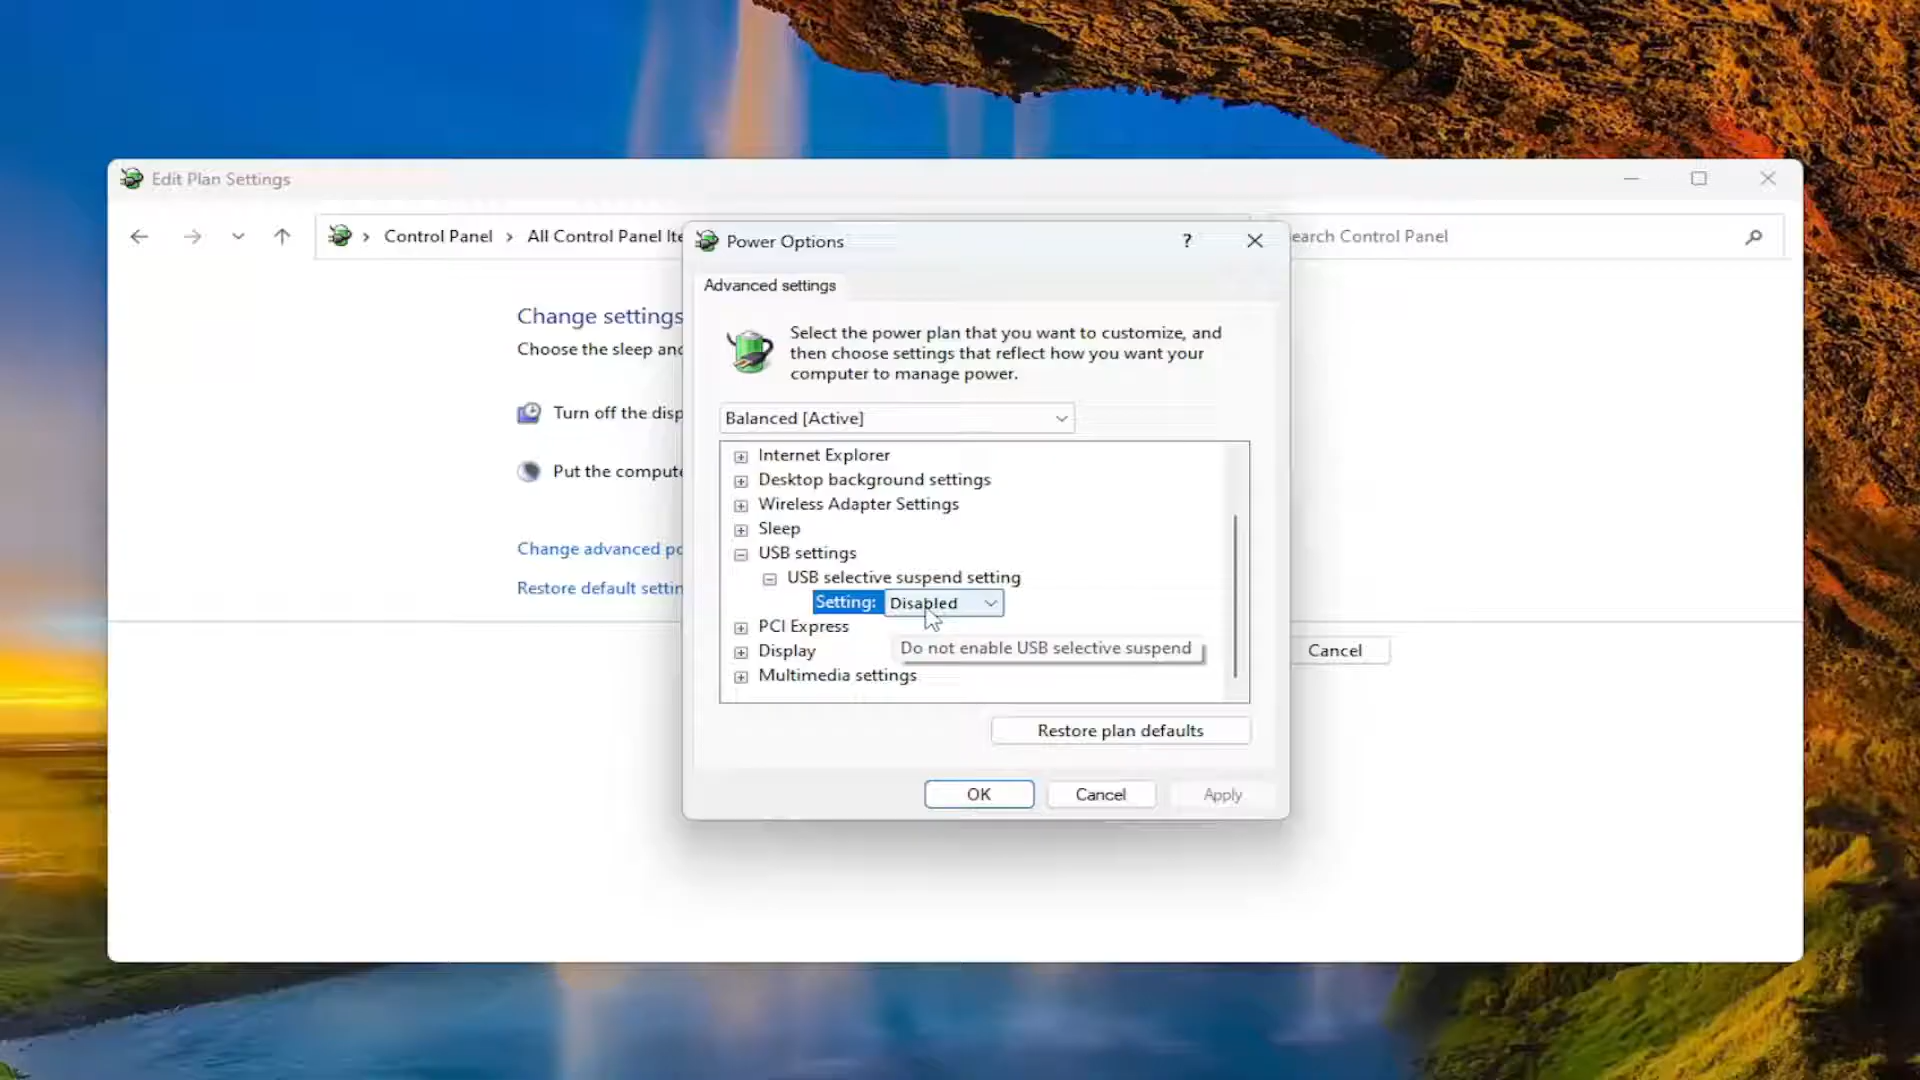 Edit Plan Settings
Control Panel
All Control Panel Ite
earch Control Panel
Power Options
?
Advanced settings
Change settings
Choose the sleep and
Select the power plan that you want to customize, and
then choose settings that reflect how you want your
computer to manage power.
Turn off the disp
Balanced [Active]
Put the compute
Internet Explorer
Desktop background settings
Wireless Adapter Settings
Sleep
Change advanced po
USB settings
USB selective suspend setting
Restore default settin
Setting: Disabled
PCI Express
Display
Do not enable USB selective suspend
Cancel
Multimedia settings
Restore plan defaults
OK
Cancel
Apply